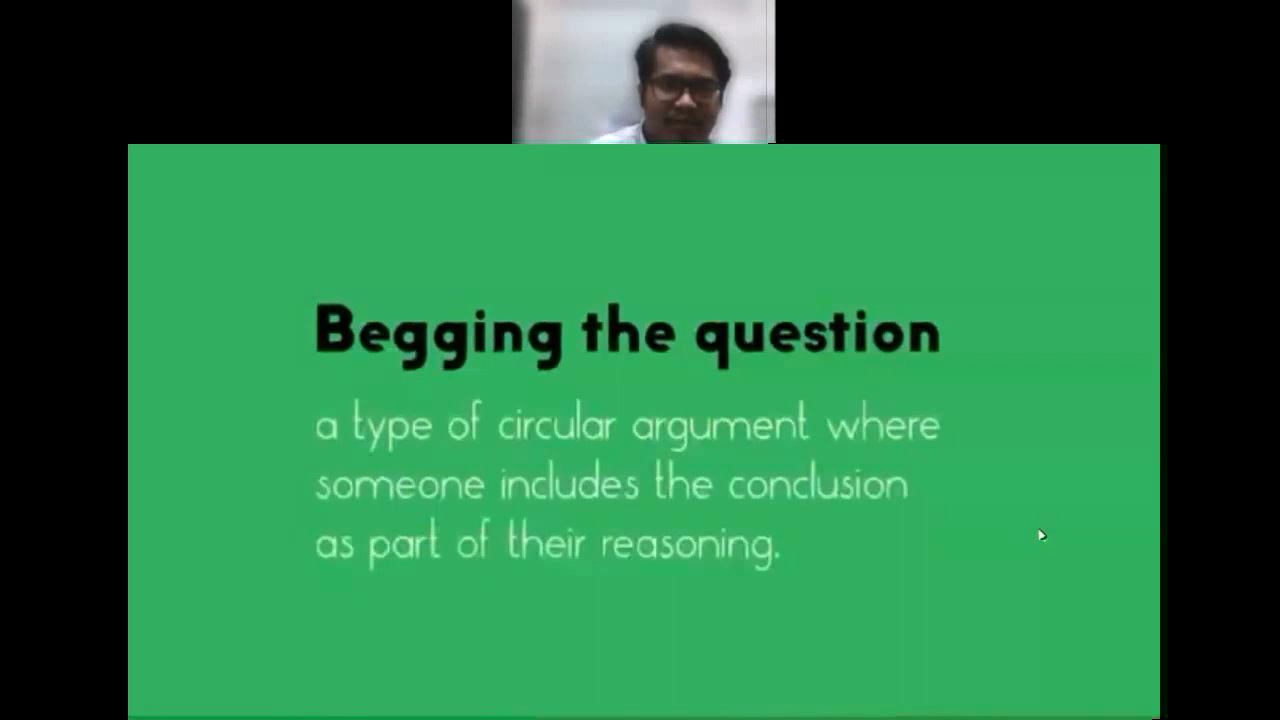 Begging the question
a type of circular argument where
someone includes the conclusion
as part of their reasoning.